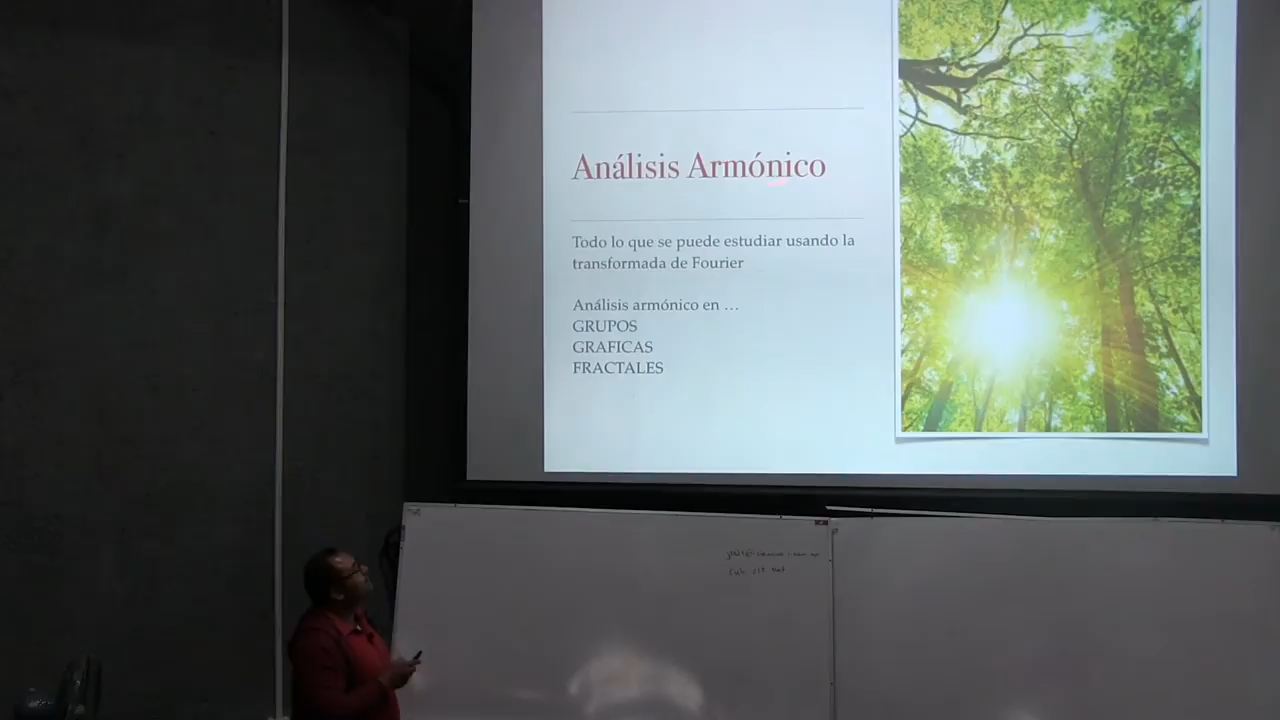 Análisis Armónico
Todo lo que se puede estudiar usando la
transformada de Fourier
Análisis armónico en …
GRUPOS
GRAFICAS
FRACTALES